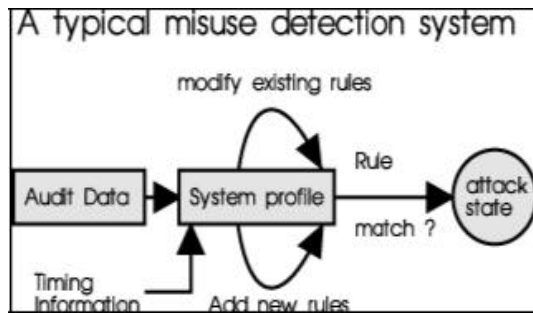 A typical misuse detection system
modify existing rules
Rule
Audit Data
System profile
attack
state
match ?
Timing
Information
Add new rules